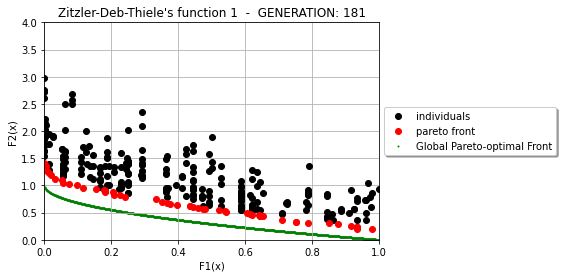 Zitzler-Deb-Thiele's function 1 - GENERATION: 181
4.0
3.5
3.0
2.5
2.0
1.5
1.0
0.5
0.0
F2(x)
0.0 0.2 0.4 0.6 0.8 1.0
F1(x)
individuals
pareto front
Global Pareto-optimal Front